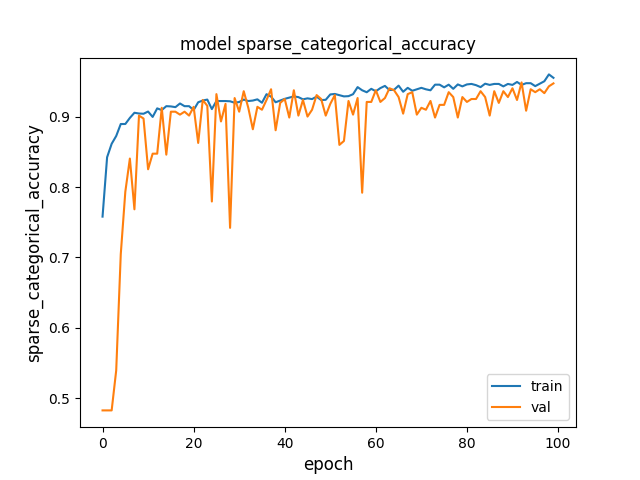 model sparse_categorical_accuracy
sparse_categorical_accuracy
0.9
0.8
0.7
0.6
0.5
train
val
0 20 40 60 80 100
epoch